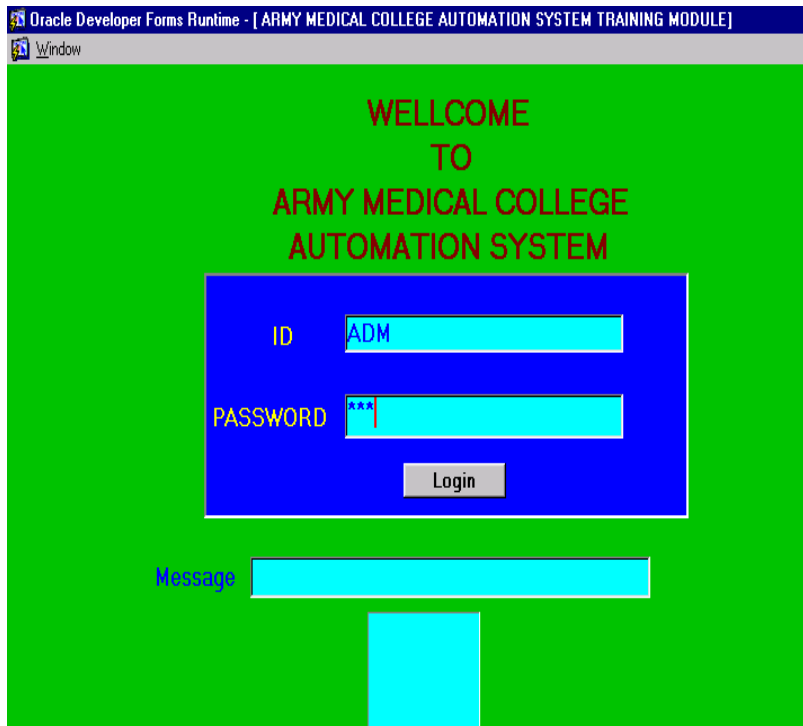 Oracle Developer Forms Runtime - [ ARMY MEDICAL COLLEGE AUTOMATION SYSTEM TRAINING MODULE]
Window
WELLCOME
TO
ARMY MEDICAL COLLEGE
AUTOMATION SYSTEM
ID ADM
PASSWORD ***
Login
Message